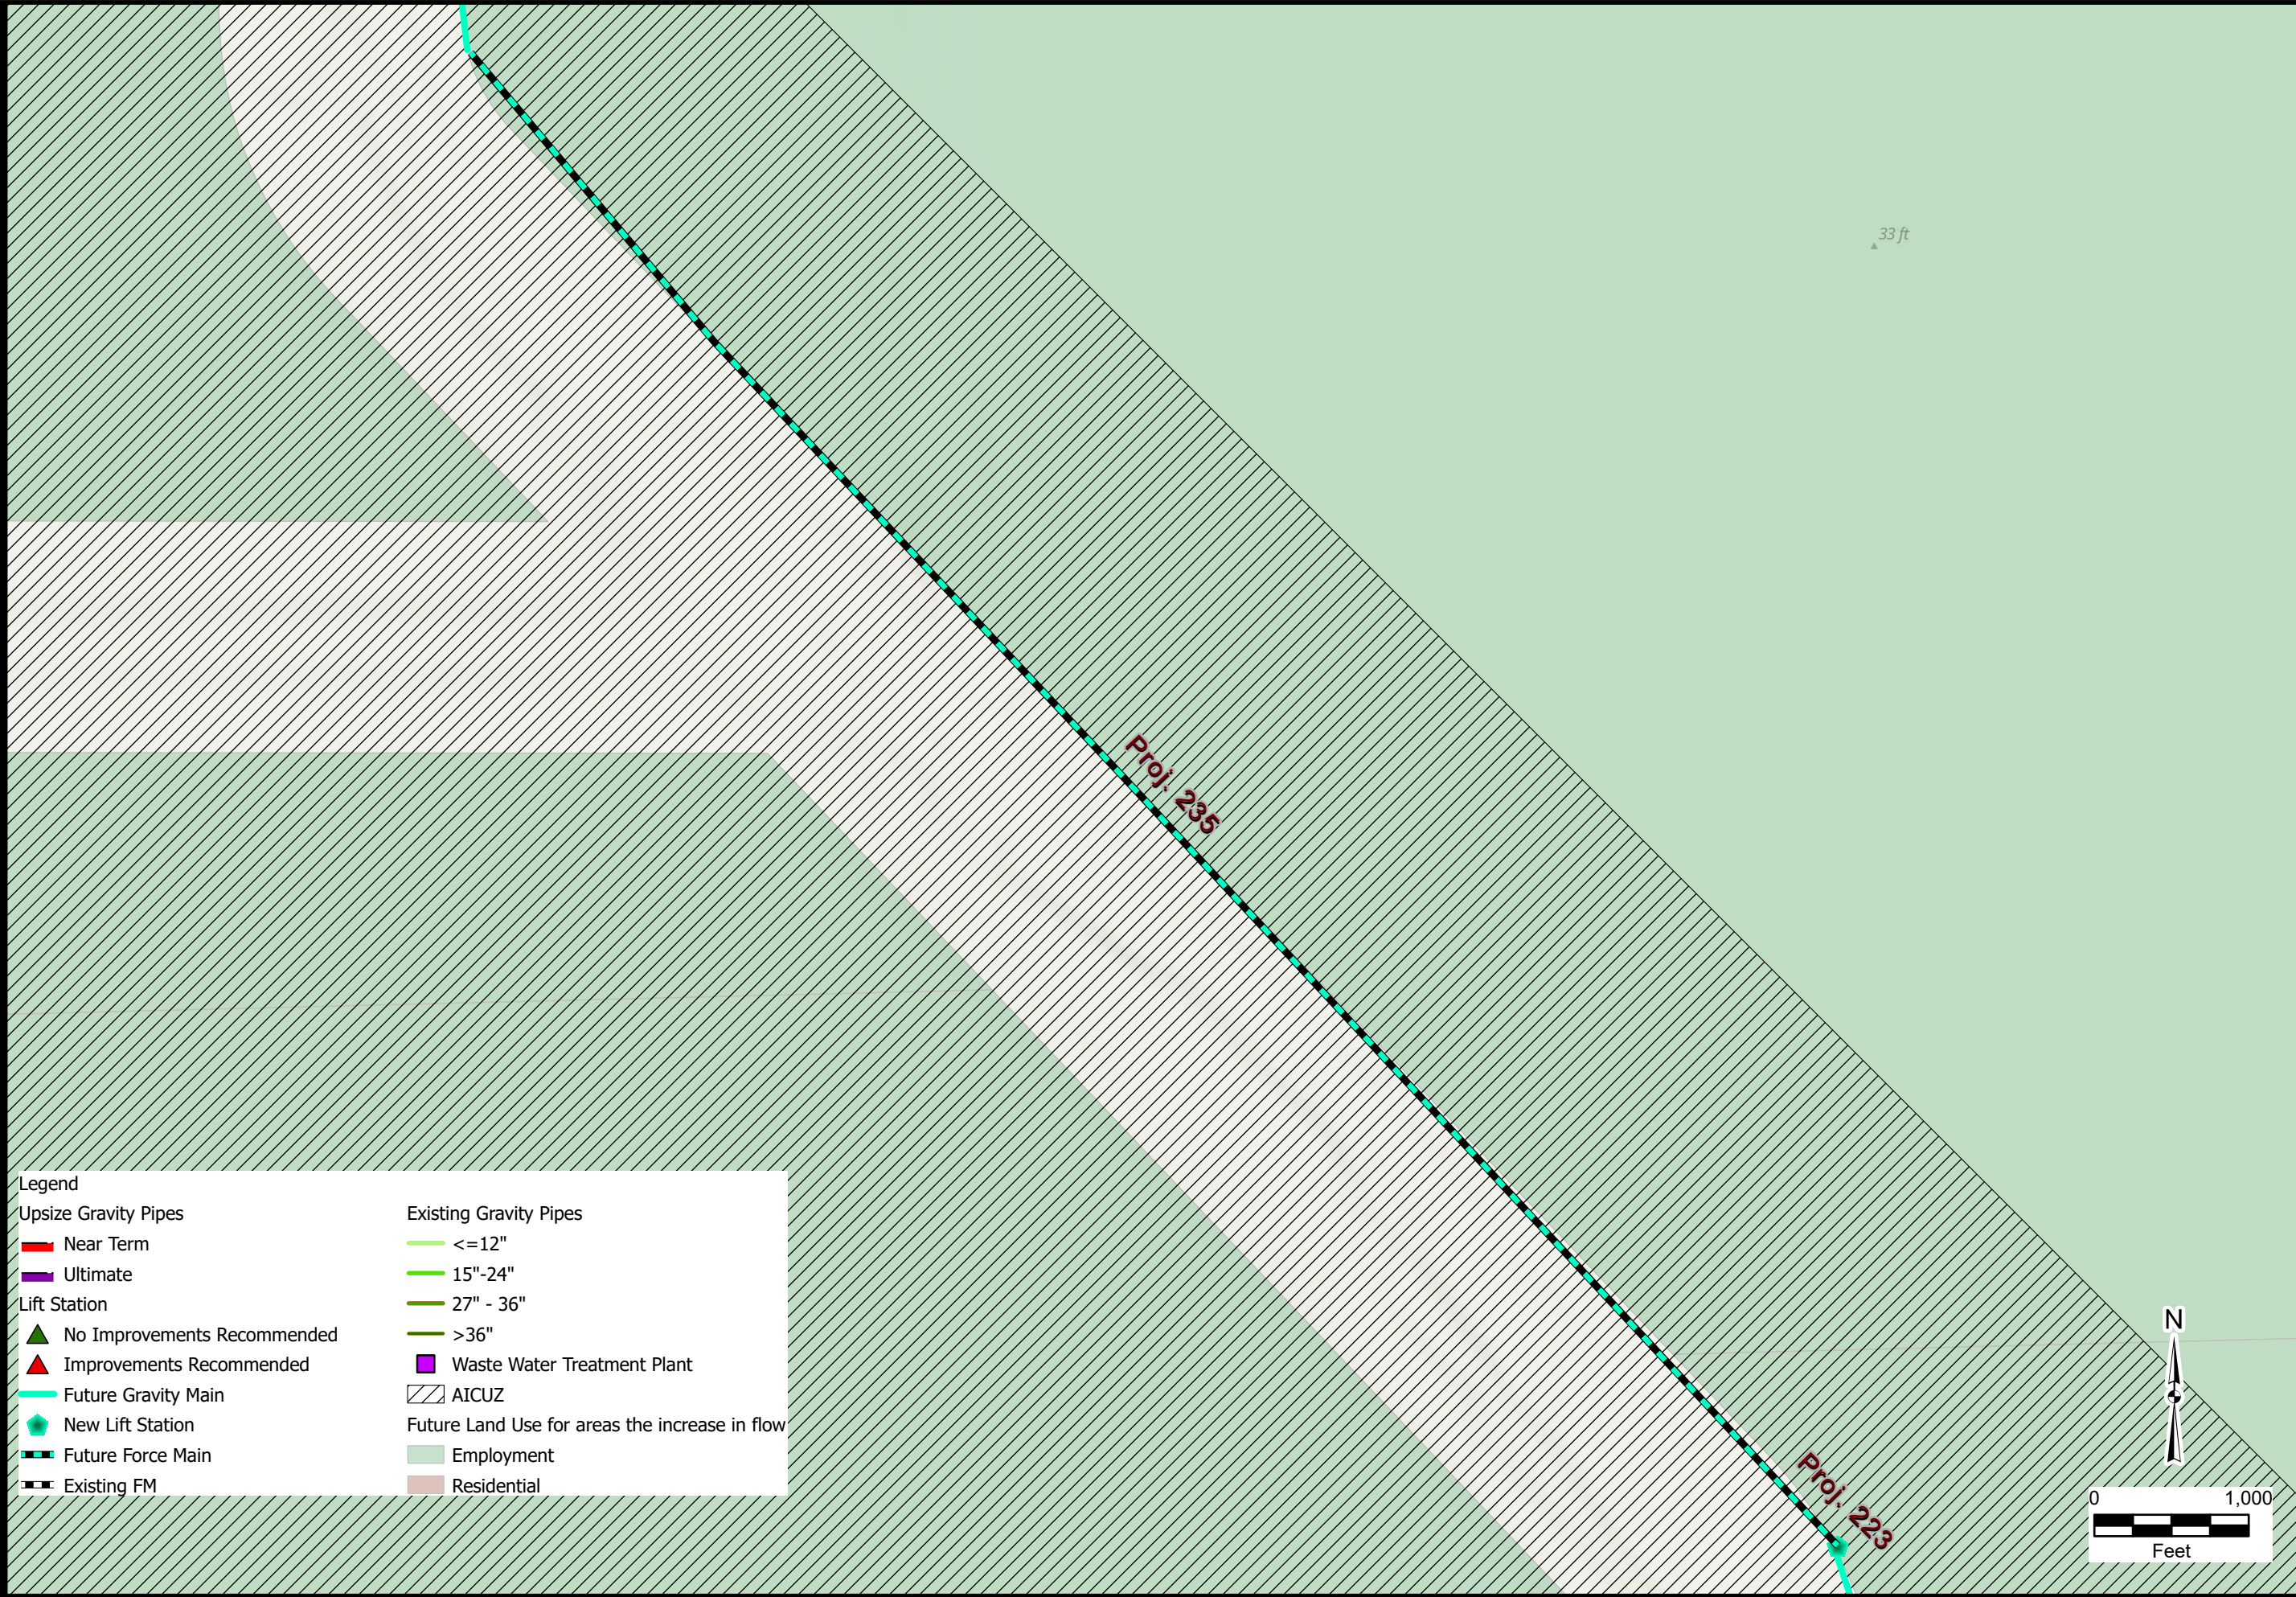 33 ft
Proj. 235
Proj. 223
Legend
Upsize Gravity Pipes
Near Term
Ultimate
Lift Station
No Improvements Recommended
Improvements Recommended
Future Gravity Main
New Lift Station
Future Force Main
Existing FM
Existing Gravity Pipes
<=12"
15"-24"
27" - 36"
>36"
Waste Water Treatment Plant
AICUZ
Future Land Use for areas the increase in flow
Employment
Residential
N
0 1,000
Feet